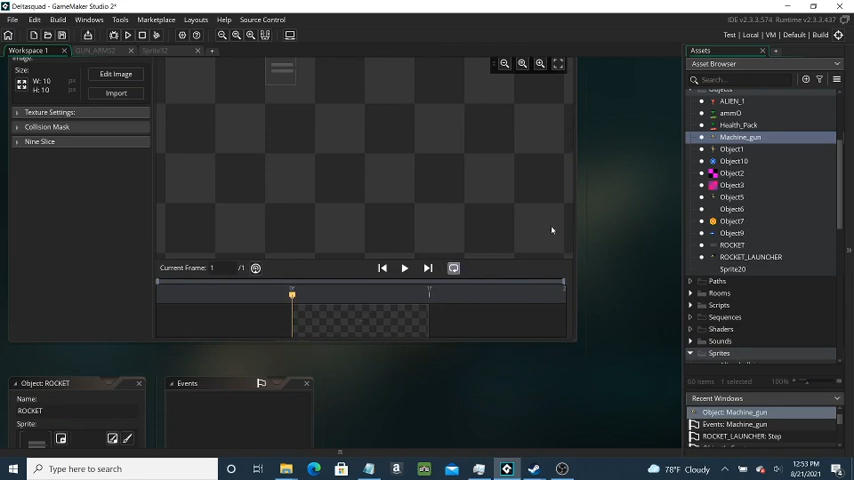 Deltasquad - GameMaker Studio 2*
File Edit Build Windows Tools Marketplace Layouts Help Source Control
IDE v2.3.3.574 Runtime v2.3.3.437
Test | Local | VM | Default | Build
Workspace 1
GUN_ARMS2
Sprite32
Size:
W: 10 px
H: 10 px
Edit Image
Import
Texture Settings:
Collision Mask
Nine Slice
Current Frame: 1 /1
0f
1f
2
Object: ROCKET
Name:
ROCKET
Sprite:
Events
Assets
Asset Browser
Search...
Objects
ALIEN_1
ammO
Health_Pack
Machine_gun
Object1
Object10
Object2
Object3
Object5
Object6
Object7
Object9
ROCKET
ROCKET_LAUNCHER
Sprite20
Paths
Rooms
Scripts
Sequences
Shaders
Sounds
Sprites
60 items 1 selected 100%
Recent Windows
Object: Machine_gun
Events: Machine_gun
ROCKET_LAUNCHER: Step
Type here to search
78°F Cloudy
12:53 PM
8/21/2021